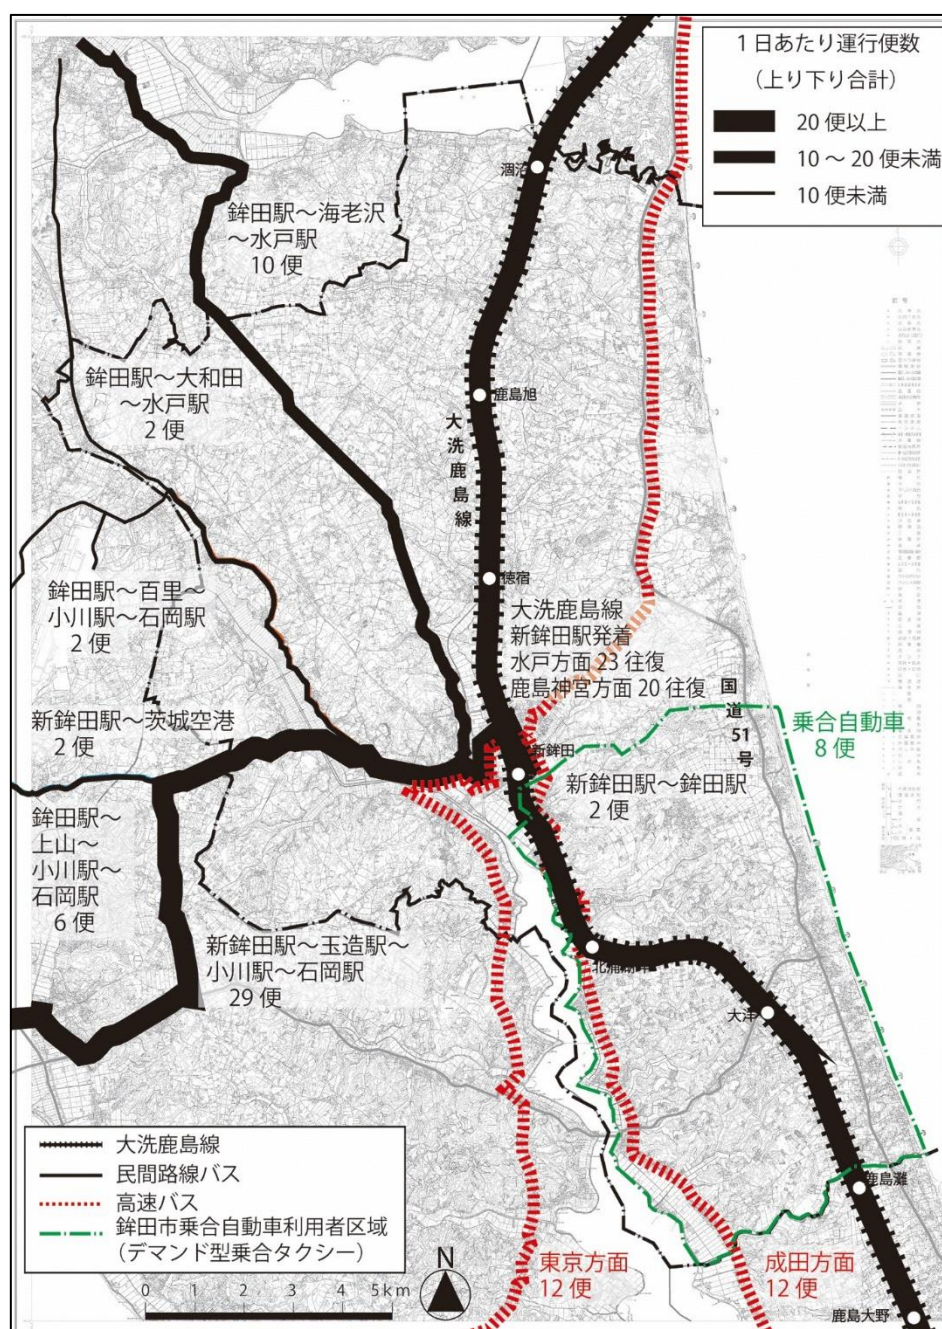 1日あたり運行便数
（上り下り合計）
20便以上
10～20便未満
10便未満
涸沼
鉾田駅～海老沢
～水戸駅
10便
鉾田駅～大和田
～水戸駅
2便
鹿島旭
大洗鹿島線
徳宿
鉾田駅～百里～
小川駅～石岡駅
2便
大洗鹿島線
新鉾田駅発着
水戸方面23往復
鹿島神宮方面20往復
国道51号
乗合自動車
8便
新鉾田駅～茨城空港
2便
新鉾田
新鉾田駅～鉾田駅
2便
鉾田駅～
上山～
小川駅～
石岡駅
6便
新鉾田駅～玉造駅～
小川駅～石岡駅
29便
北浦湖岸
大洋
鹿島灘
大洗鹿島線
民間路線バス
高速バス
鉾田市乗合自動車利用者区域
（デマンド型乗合タクシー）
N
0 1 2 3 4 5km
東京方面
12便
成田方面
12便
鹿島大野